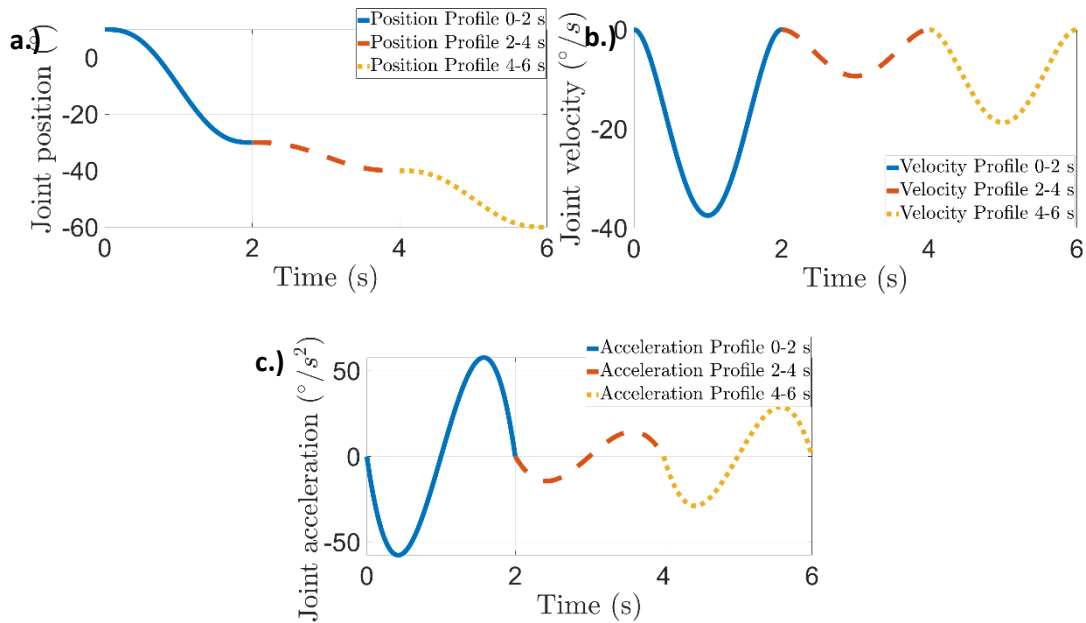 a.)
Joint position (°)
0
-20
-40
-60
Position Profile 0-2 s
Position Profile 2-4 s
Position Profile 4-6 s
0 2 4 6
Time (s)
b.)
Joint velocity (°/s)
0
-20
-40
Velocity Profile 0-2 s
Velocity Profile 2-4 s
Velocity Profile 4-6 s
0 2 4 6
Time (s)
c.)
Joint acceleration (°/s²)
50
0
-50
Acceleration Profile 0-2 s
Acceleration Profile 2-4 s
Acceleration Profile 4-6 s
0 2 4 6
Time (s)